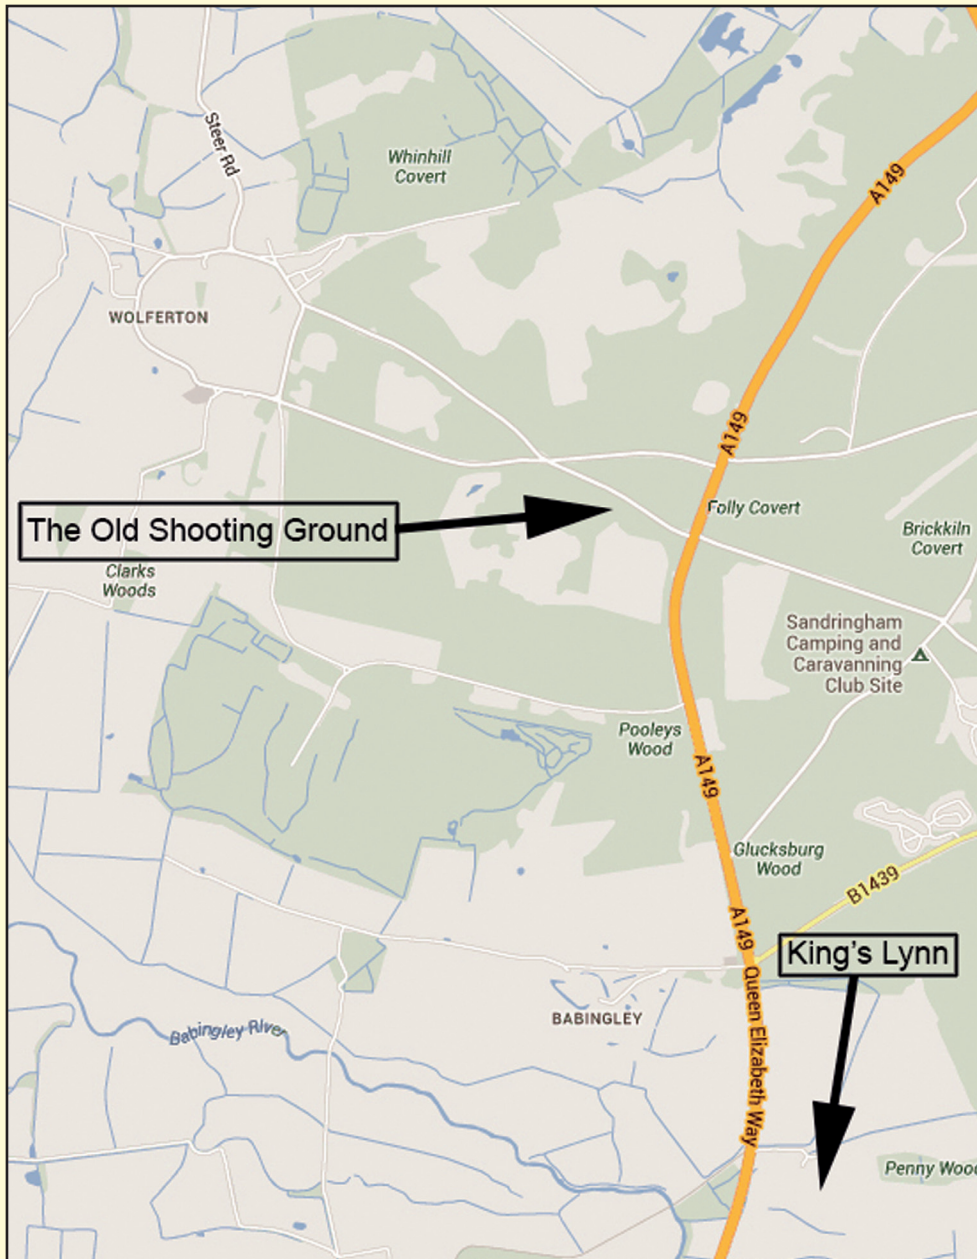 Steer Rd
Whinhill
Covert
A149
WOLFERTON
A149
Folly Covert
The Old Shooting Ground
Brickkiln
Covert
Clarks
Woods
Sandringham
Camping and
Caravanning
Club Site
Pooleys
Wood
A149
Glucksburg
Wood
B1439
A149
Queen Elizabeth Way
King's Lynn
BABINGLEY
Babingley River
Penny Wood